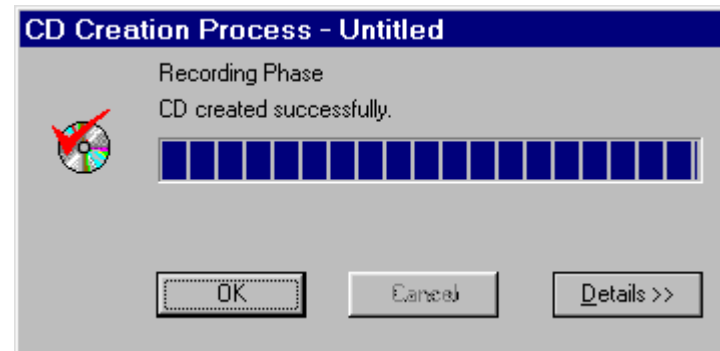 CD Creation Process - Untitled
Recording Phase
CD created successfully.
OK Cancel Details >>